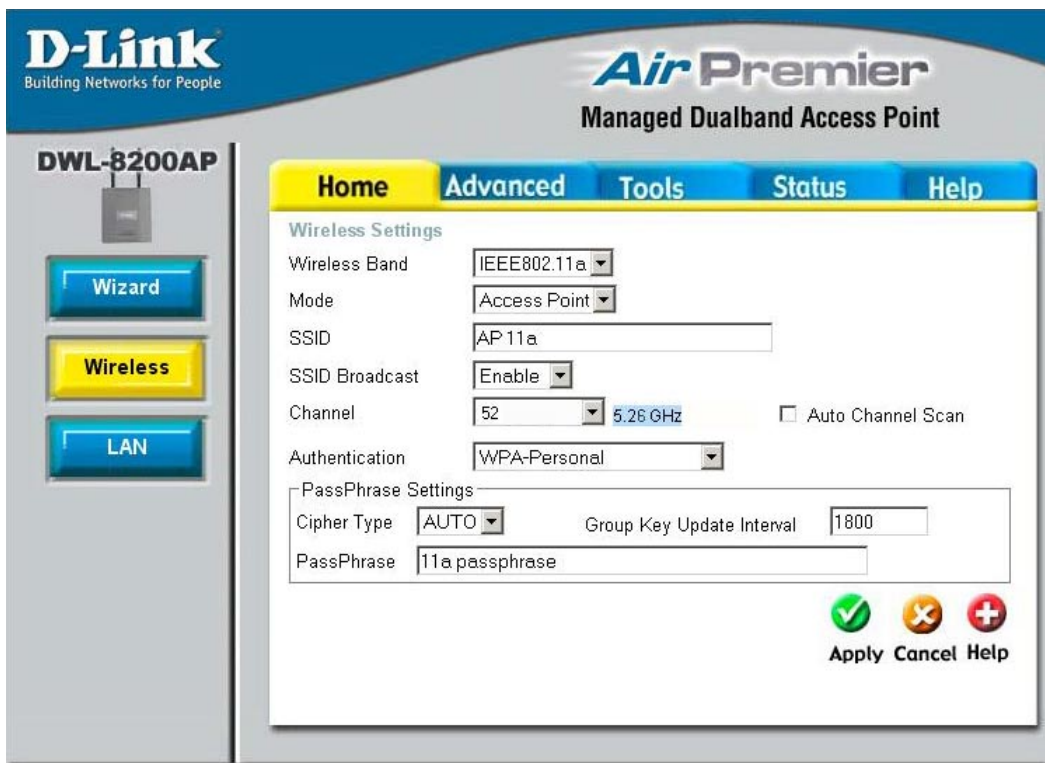 D-Link
Building Networks for People
Air Premier
Managed Dualband Access Point
DWL-8200AP
Home Advanced Tools Status Help
Wizard
Wireless
LAN
Wireless Settings
Wireless Band IEEE802.11a
Mode Access Point
SSID AP 11a
SSID Broadcast Enable
Channel 52 5.26 GHz Auto Channel Scan
Authentication WPA-Personal
PassPhrase Settings
Cipher Type AUTO Group Key Update Interval 1800
PassPhrase 11a passphrase
Apply Cancel Help